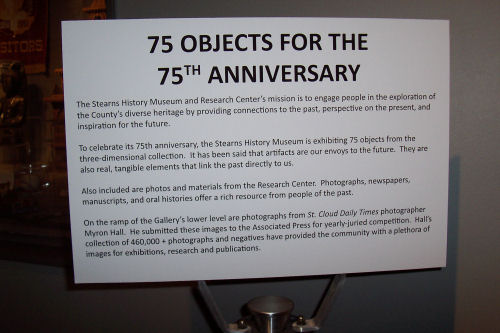 VISITORS
75 OBJECTS FOR THE
75TH ANNIVERSARY
The Stearns History Museum and Research Center's mission is to engage people in the exploration of
the County's diverse heritage by providing connections to the past, perspective on the present, and
inspiration for the future.
To celebrate its 75th anniversary, the Stearns History Museum is exhibiting 75 objects from the
three-dimensional collection. It has been said that artifacts are our envoys to the future. They are
also real, tangible elements that link the past directly to us.
Also included are photos and materials from the Research Center. Photographs, newspapers,
manuscripts, and oral histories offer a rich resource from people of the past.
On the ramp of the Gallery's lower level are photographs from St. Cloud Daily Times photographer
Myron Hall. He submitted these images to the Associated Press for yearly-juried competition. Hall's
collection of 460,000 + photographs and negatives have provided the community with a plethora of
images for exhibitions, research and publications.